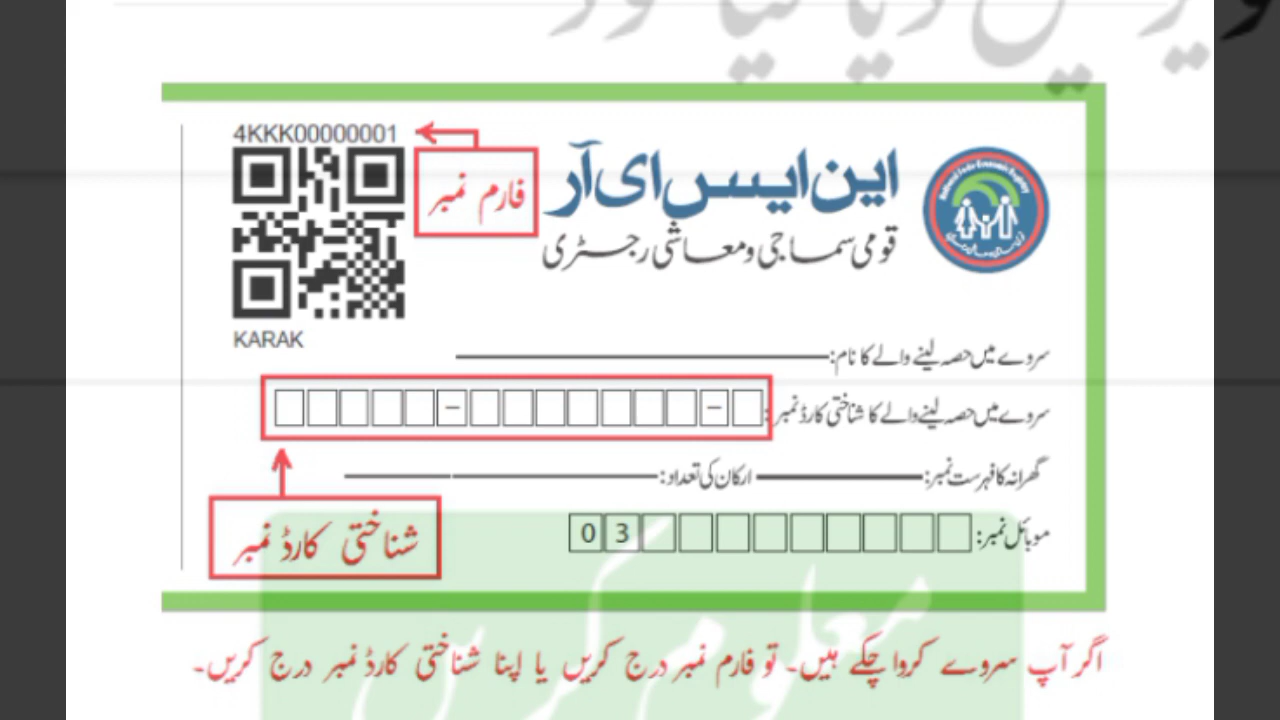 4KKK00000001
فارم نمبر
این ایس ای آر
قومی سماجی و معاشی رجسٹری
KARAK
سروے میں حصہ لینے والے کا نام:
سروے میں حصہ لینے والے کا شناختی کارڈ نمبر:
گھرانہ کا فہرست نمبر: ارکان کی تعداد:
شناختی کارڈ نمبر
موبائل نمبر: 03
معلوم کریں
اگر آپ سروے کروا چکے ہیں۔ تو فارم نمبر درج کریں یا اپنا شناختی کارڈ نمبر درج کریں۔